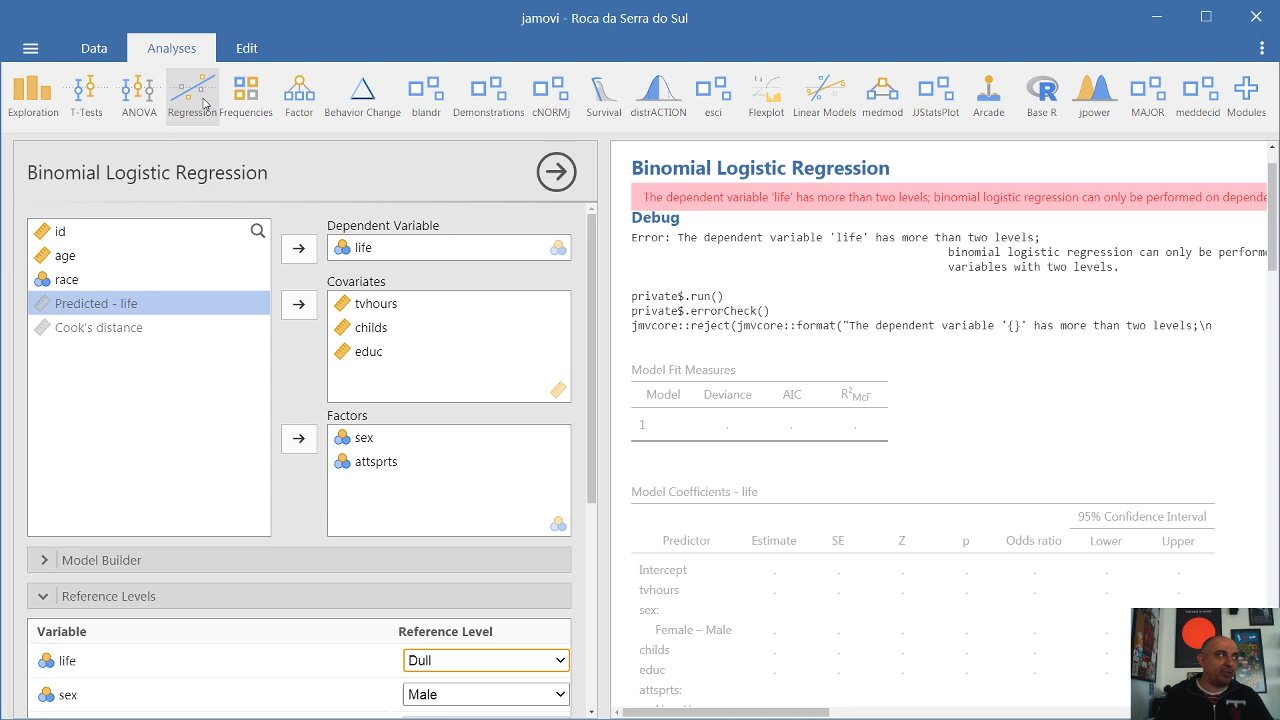 jamovi - Roca da Serra do Sul
Data
Analyses
Edit
Exploration
T-Tests
ANOVA
Regression
Frequencies
Factor
Behavior Change
blandr
Demonstrations
cNORMj
Survival
distrACTION
esci
Flexplot
Linear Models
medmod
JJStatsPlot
Arcade
R
Base R
jpower
MAJOR
meddecid
Modules
Binomial Logistic Regression
id
age
race
Predicted - life
Cook's distance
Dependent Variable
life
Covariates
tvhours
childs
educ
Factors
sex
attsprts
Model Builder
Reference Levels
Variable Reference Level
life Dull
sex Male
Binomial Logistic Regression
The dependent variable 'life' has more than two levels; binomial logistic regression can only be performed on depende
Debug
Error: The dependent variable 'life' has more than two levels;
binomial logistic regression can only be performe
variables with two levels.
private$.run()
private$.errorCheck()
jmvcore::reject(jmvcore::format("The dependent variable '{}' has more than two levels;\n
Model Fit Measures
Model Deviance AIC R²McF
1 . . .
Model Coefficients - life
95% Confidence Interval
Predictor Estimate SE Z p Odds ratio Lower Upper
Intercept . . . . . . .
tvhours . . . . . . .
sex:
Female – Male . . . . . . .
childs . . . . . . .
educ . . . . . . .
attsprts: